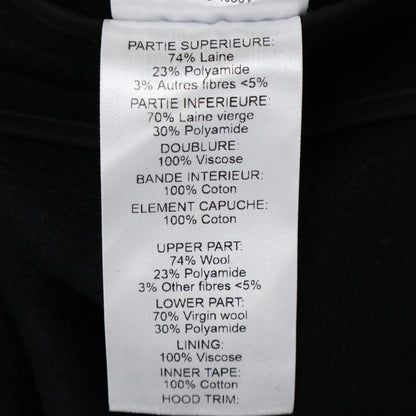 PARTIE SUPERIEURE:
74% Laine
23% Polyamide
3% Autres fibres <5%
PARTIE INFERIEURE:
70% Laine vierge
30% Polyamide
DOUBLURE:
100% Viscose
BANDE INTERIEUR:
100% Coton
ELEMENT CAPUCHE:
100% Coton
UPPER PART:
74% Wool
23% Polyamide
3% Other fibres <5%
LOWER PART:
70% Virgin wool
30% Polyamide
LINING:
100% Viscose
INNER TAPE:
100% Cotton
HOOD TRIM: